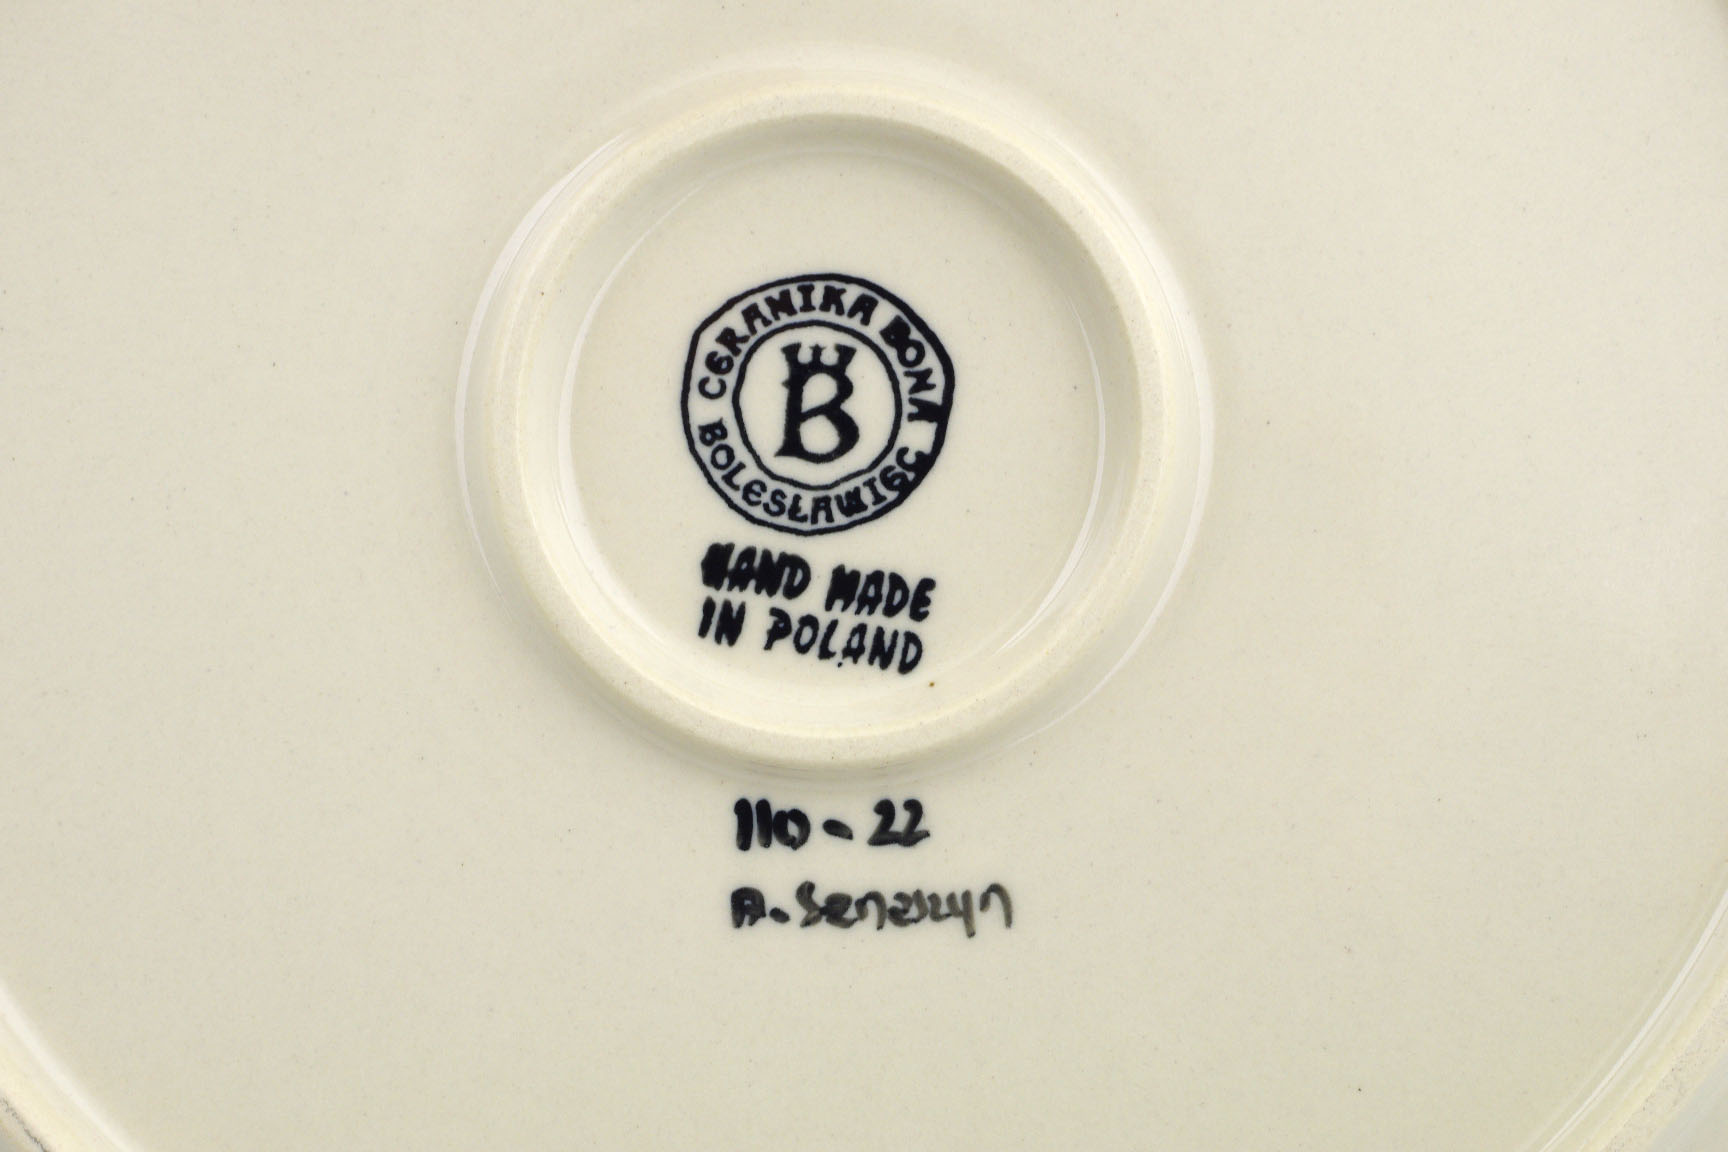 CERAMIKA BONA
B
BOLESŁAWIEC
HAND MADE
IN POLAND
110-22
A.